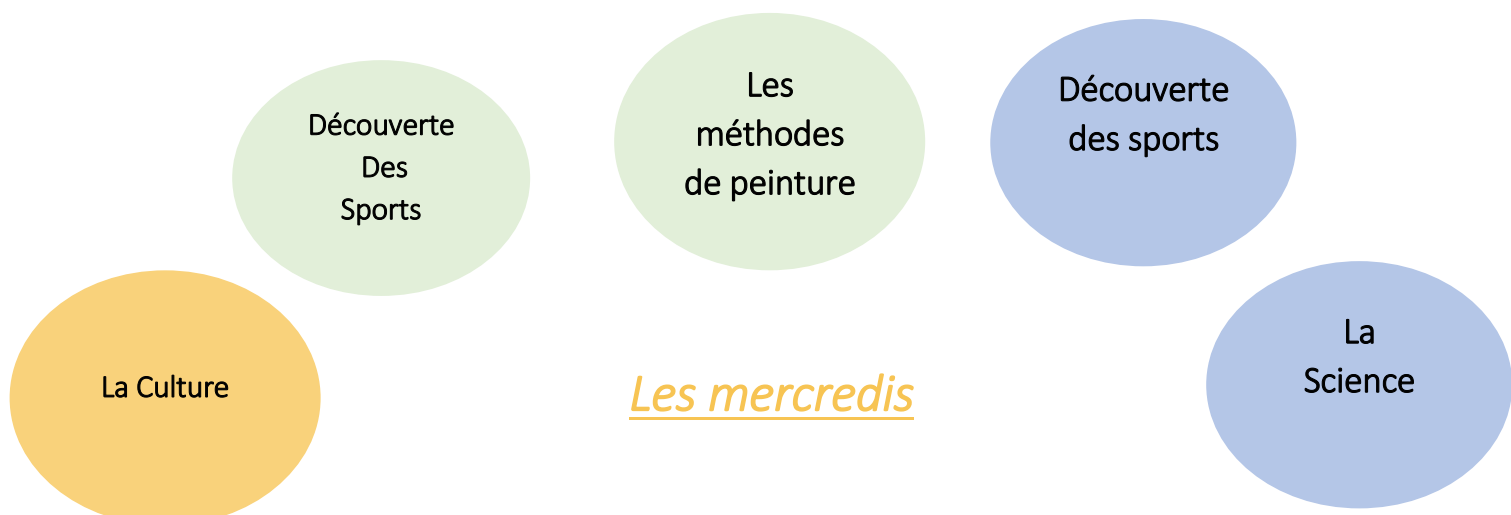 La Culture
Découverte
Des
Sports
Les
méthodes
de peinture
Découverte
des sports
La
Science
Les mercredis